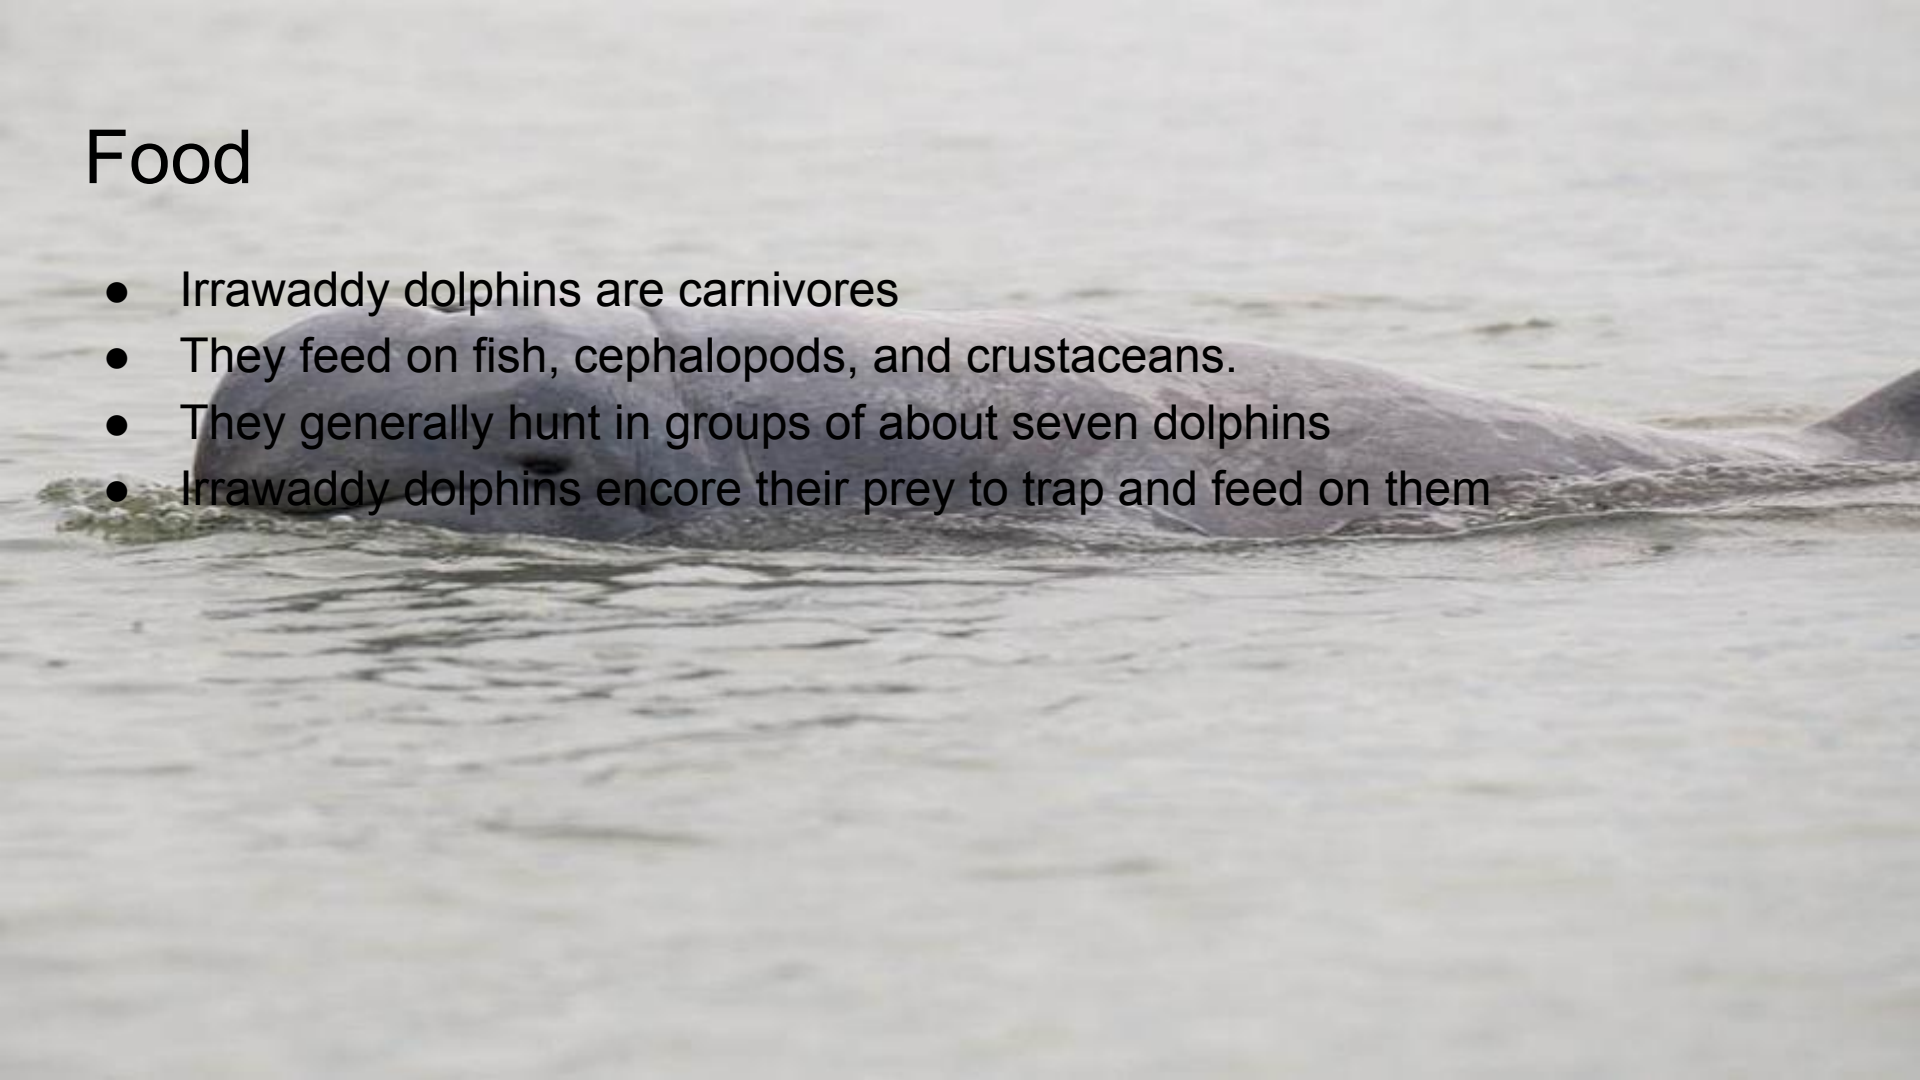 Food
● Irrawaddy dolphins are carnivores
● They feed on fish, cephalopods, and crustaceans.
● They generally hunt in groups of about seven dolphins
● Irrawaddy dolphins encore their prey to trap and feed on them